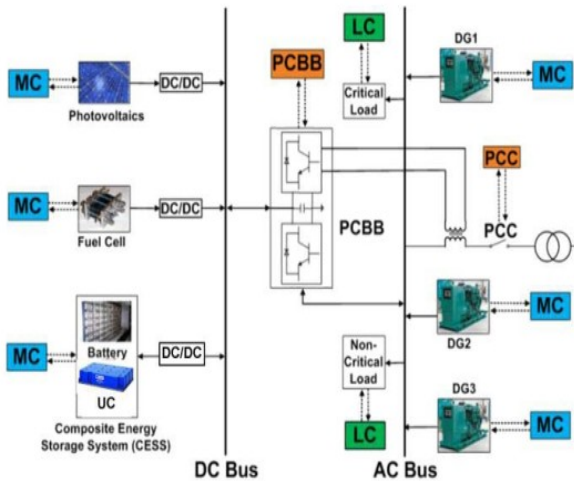 LC
DG1
PCBB
MC
DC/DC
Critical
Load
MC
Photovoltaics
PCC
MC
DC/DC
PCC
PCBB
Fuel Cell
MC
DG2
Non-
Critical
Load
MC
DC/DC
Battery
UC
DG3
Composite Energy
Storage System (CESS)
LC
MC
DC Bus
AC Bus